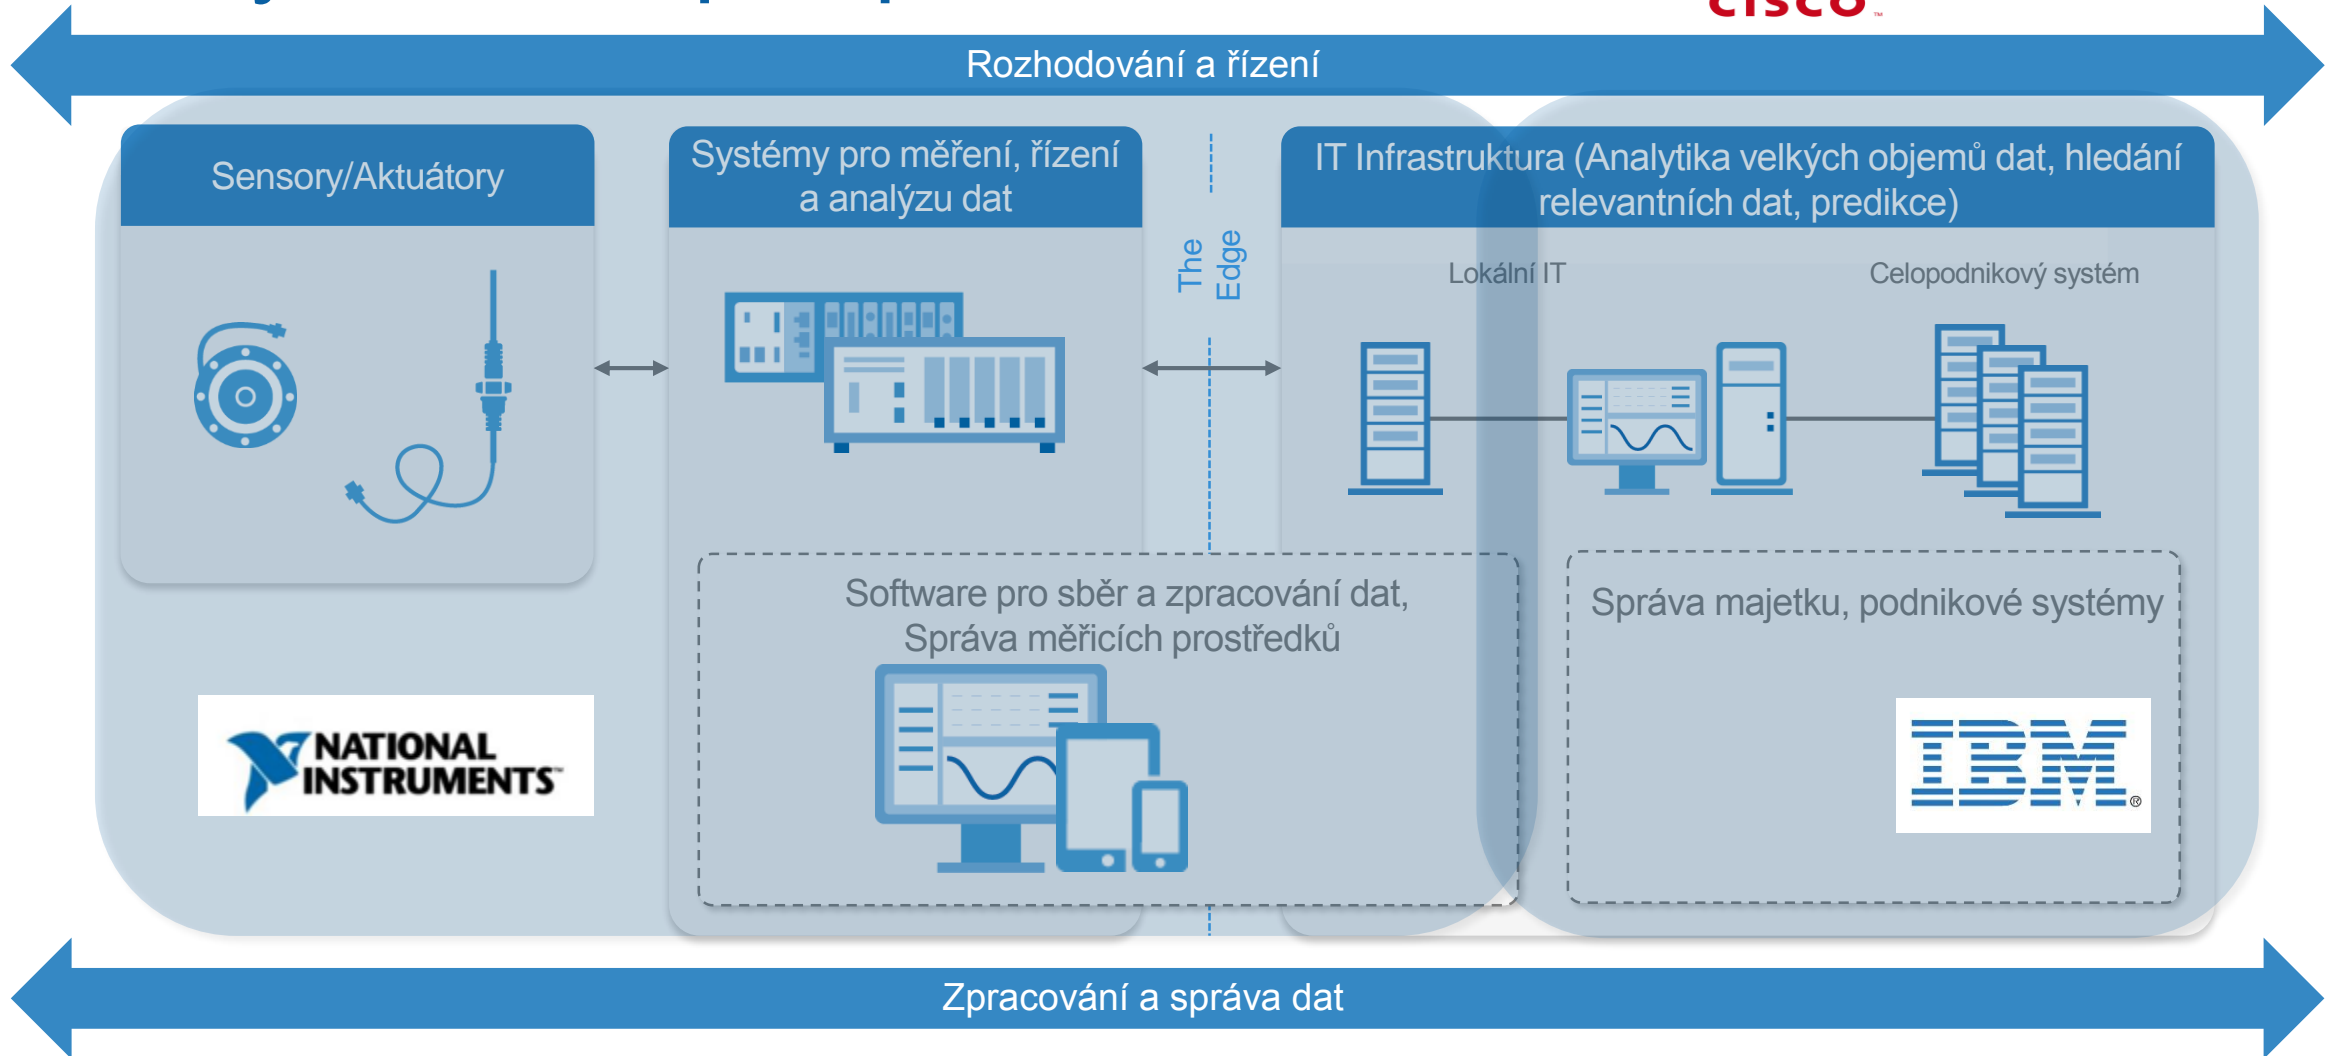 cisco™
Rozhodování a řízení
Sensory/Aktuátory
Systémy pro měření, řízení
a analýzu dat
IT Infrastruktura (Analytika velkých objemů dat, hledání
relevantních dat, predikce)
The
Edge
Lokální IT
Celopodnikový systém
Software pro sběr a zpracování dat,
Správa měřicích prostředků
Správa majetku, podnikové systémy
NATIONAL
INSTRUMENTS™
IBM®
Zpracování a správa dat